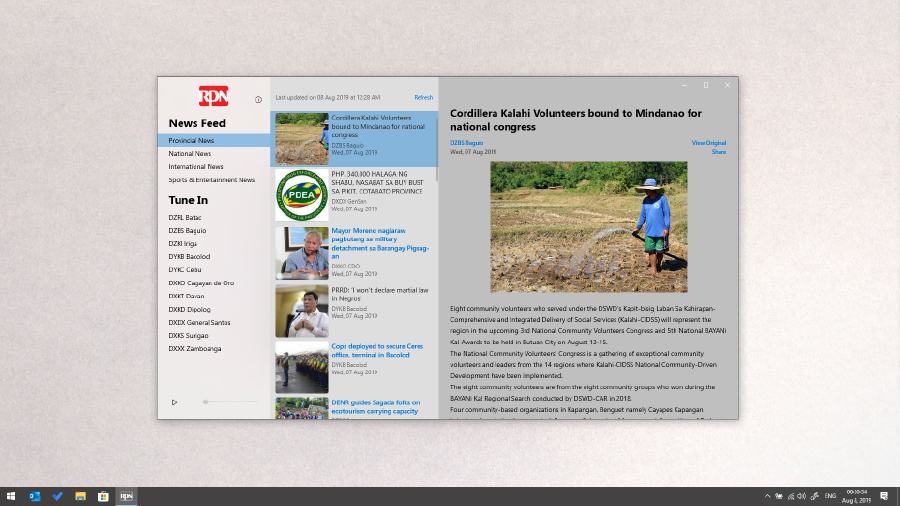 RPN
News Feed
Provincial News
National News
International News
Sports & Entertainment News
Tune In
DZRL Batac
DZBS Baguio
DZKI Iriga
DYKB Bacolod
DYKC Cebu
DXKO Cagayan de Oro
DXKT Davao
DXKD Dipolog
DXDX General Santos
DXKS Surigao
DXXX Zamboanga
Last updated on 08 Aug 2019 at 12:28 AM
Refresh
Cordillera Kalahi Volunteers
bound to Mindanao for national
congress
DZBS Baguio
Wed, 07 Aug 2019
PHP 340,000 HALAGA NG
SHABU, NASABAT SA BUY BUST
SA PIKIT, COTABATO PROVINCE
DXDX GenSan
Wed, 07 Aug 2019
PDEA
Mayor Moreno naglaraw
pagbutang sa military
detachment sa Barangay Pigsag-
an
DXKO CDO
Wed, 07 Aug 2019
PRRD: 'I won't declare martial law
in Negros'
DYKB Bacolod
Wed, 07 Aug 2019
Cops deployed to secure Ceres
office, terminal in Bacolod
DYKB Bacolod
Wed, 07 Aug 2019
DENR guides Sagada folks on
ecotourism carrying capacity
Cordillera Kalahi Volunteers bound to Mindanao for
national congress
DZBS Baguio
View Original
Wed, 07 Aug 2019
Share
Eight community volunteers who served under the DSWD's Kapit-bisig Laban Sa Kahirapan-
Comprehensive and Integrated Delivery of Social Services (Kalahi-CIDSS) will represent the
region in the upcoming 3rd National Community Volunteers Congress and 5th National BAYANi
Kal Awards to be held in Butuan City on August 13-15.
The National Community Volunteers' Congress is a gathering of exceptional community
volunteers and leaders from the 14 regions where Kalahi-CIDSS National Community-Driven
Development have been implemented.
The eight community volunteers are from the eight community groups who won during the
BAYANi Kal Regional Search conducted by DSWD-CAR in 2018.
Four community-based organizations in Kapangan, Benguet namely Cayapes Kapangan
RPN
ENG